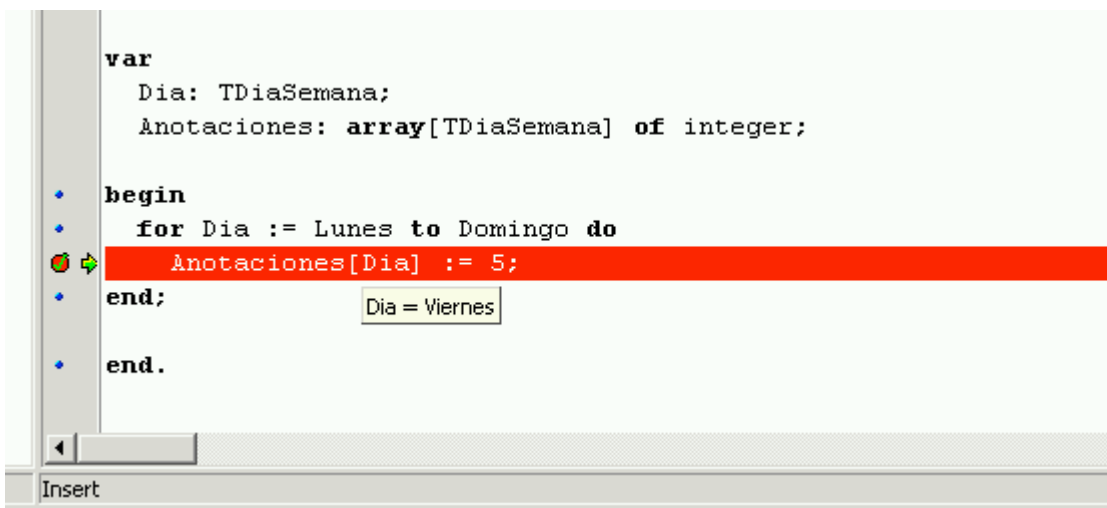 var
Dia: TDiaSemana;
Anotaciones: array[TDiaSemana] of integer;
begin
for Dia := Lunes to Domingo do
Anotaciones[Dia] := 5;
end;
Dia = Viernes
end.
Insert